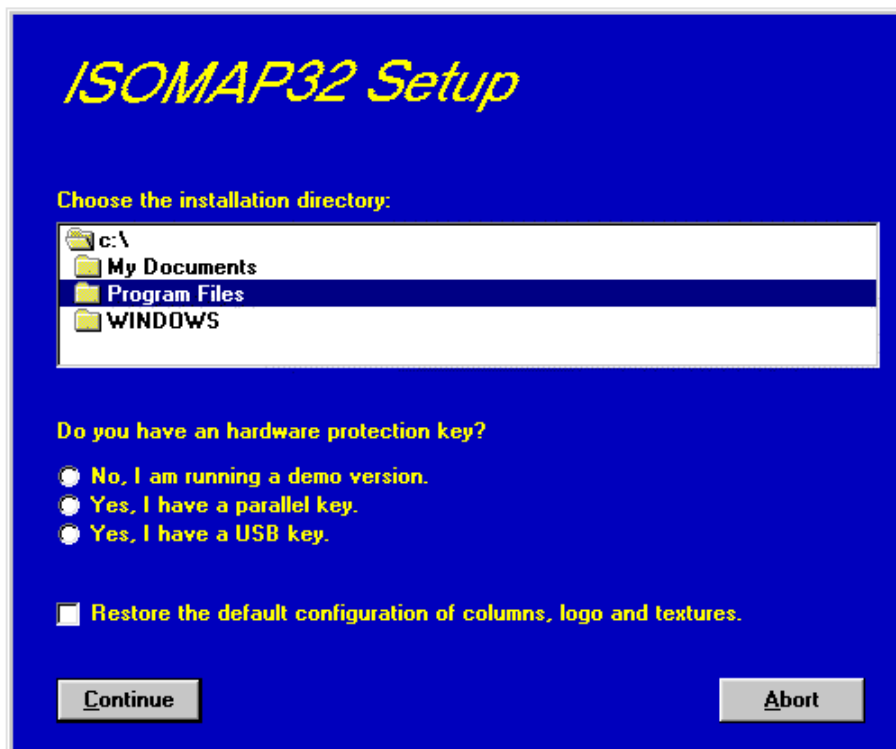 ISOMAP32 Setup
Choose the installation directory:
c:\
My Documents
Program Files
WINDOWS
Do you have an hardware protection key?
No, I am running a demo version.
Yes, I have a parallel key.
Yes, I have a USB key.
Restore the default configuration of columns, logo and textures.
Continue Abort